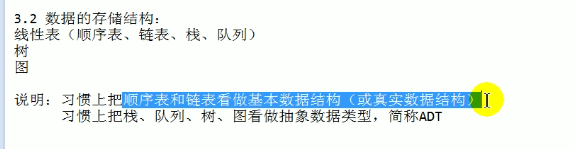 3.2 数据的存储结构：
线性表（顺序表、链表、栈、队列）
树
图
说明：习惯上把顺序表和链表看做基本数据结构（或真实数据结构）
习惯上把栈、队列、树、图看做抽象数据类型，简称ADT